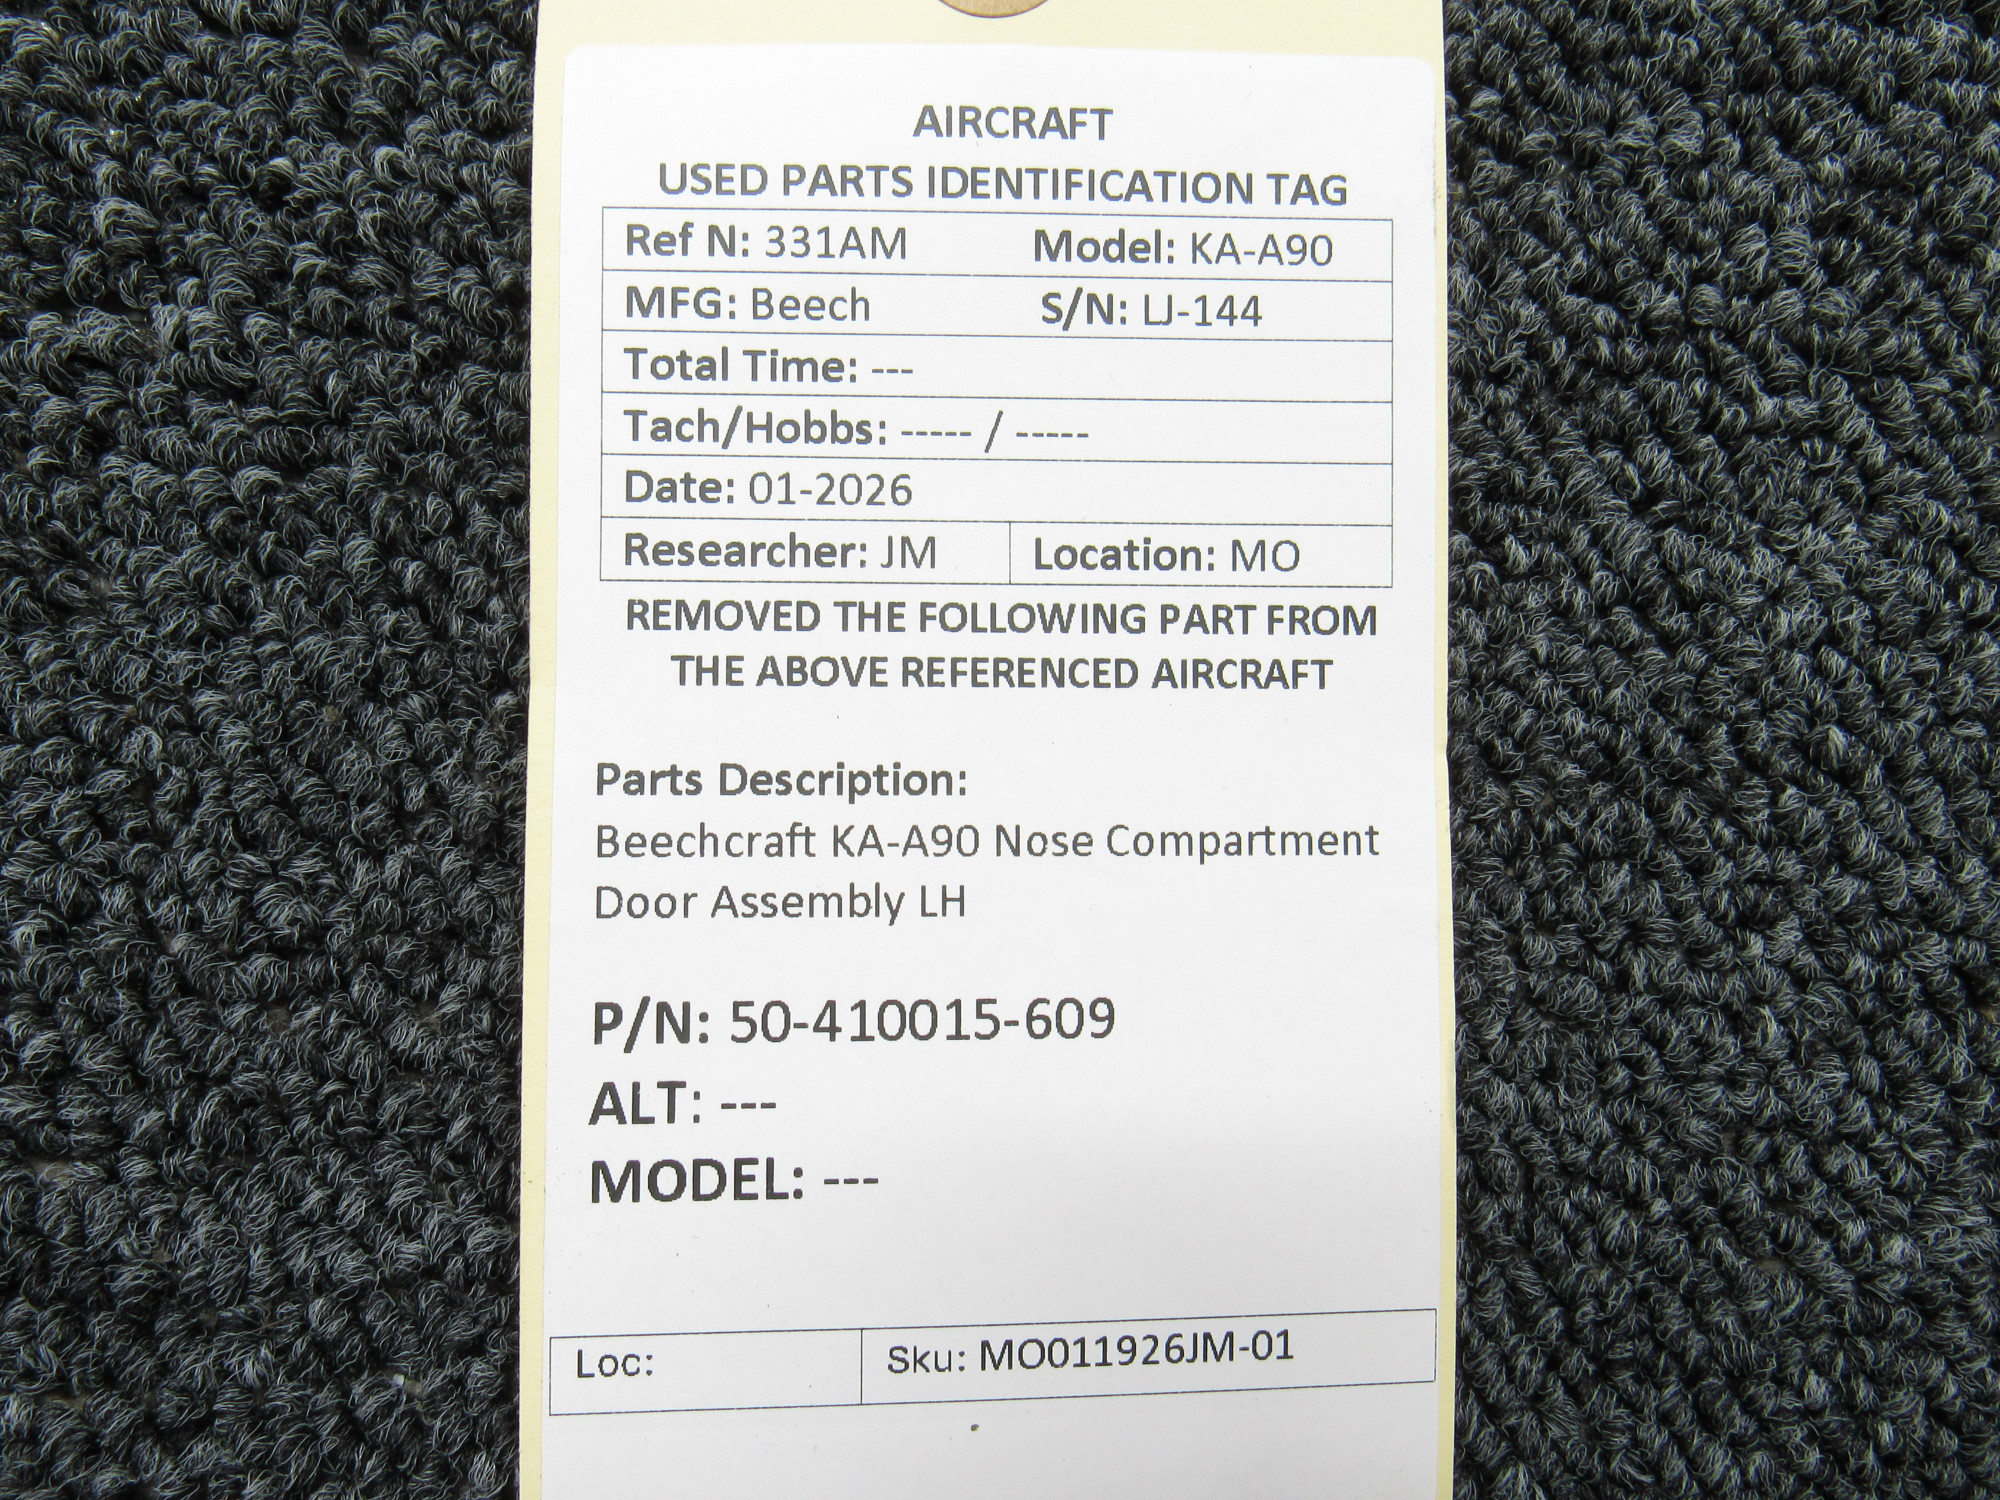 AIRCRAFT
USED PARTS IDENTIFICATION TAG
Ref N: 331AM Model: KA-A90
MFG: Beech S/N: LJ-144
Total Time: ---
Tach/Hobbs: ----- / -----
Date: 01-2026
Researcher: JM Location: MO
REMOVED THE FOLLOWING PART FROM
THE ABOVE REFERENCED AIRCRAFT
Parts Description:
Beechcraft KA-A90 Nose Compartment
Door Assembly LH
P/N: 50-410015-609
ALT: ---
MODEL: ---
Loc: Sku: MO011926JM-01